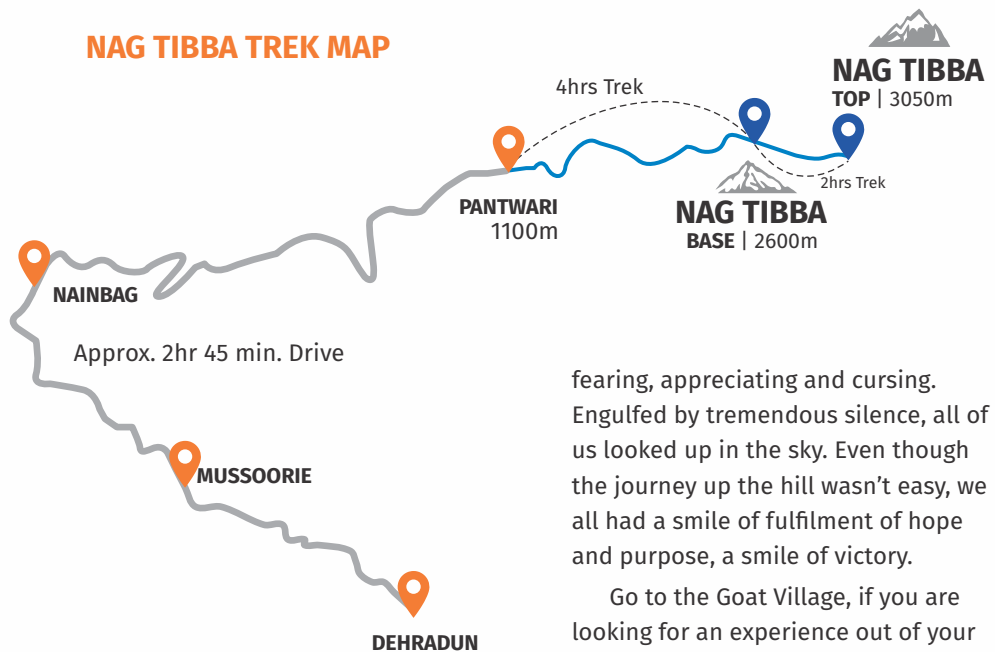 NAG TIBBA TREK MAP
NAG TIBBA
TOP | 3050m
4hrs Trek
2hrs Trek
PANTWARI
1100m
NAG TIBBA
BASE | 2600m
NAINBAG
Approx. 2hr 45 min. Drive
MUSSOORIE
DEHRADUN
fearing, appreciating and cursing.
Engulfed by tremendous silence, all of
us looked up in the sky. Even though
the journey up the hill wasn’t easy, we
all had a smile of fulfilment of hope
and purpose, a smile of victory.
Go to the Goat Village, if you are
looking for an experience out of your